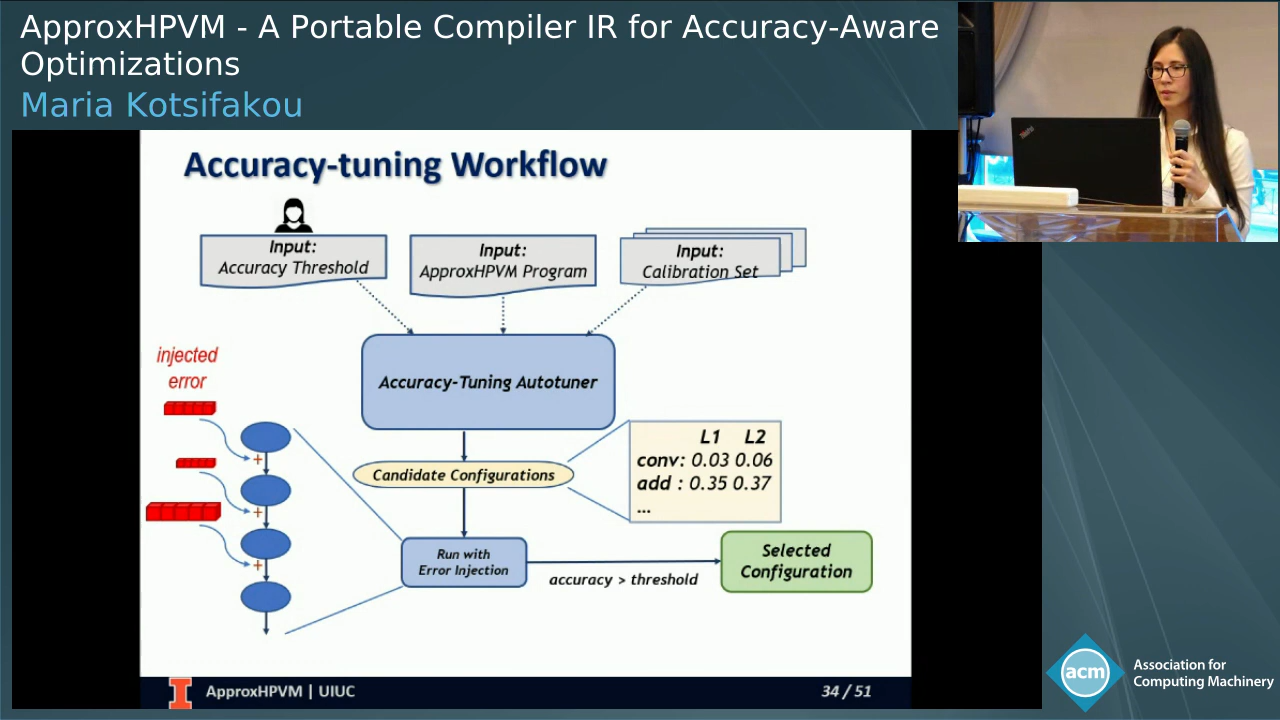 ApproxHPVM - A Portable Compiler IR for Accuracy-Aware
Optimizations
Maria Kotsifakou
Accuracy-tuning Workflow
Input:
Accuracy Threshold
Input:
ApproxHPVM Program
Input:
Calibration Set
injected
error
Accuracy-Tuning Autotuner
+
+
+
Candidate Configurations
L1 L2
conv: 0.03 0.06
add : 0.35 0.37
...
Run with
Error Injection
accuracy > threshold
Selected
Configuration
ApproxHPVM | UIUC
34 / 51
acm
Association for
Computing Machinery